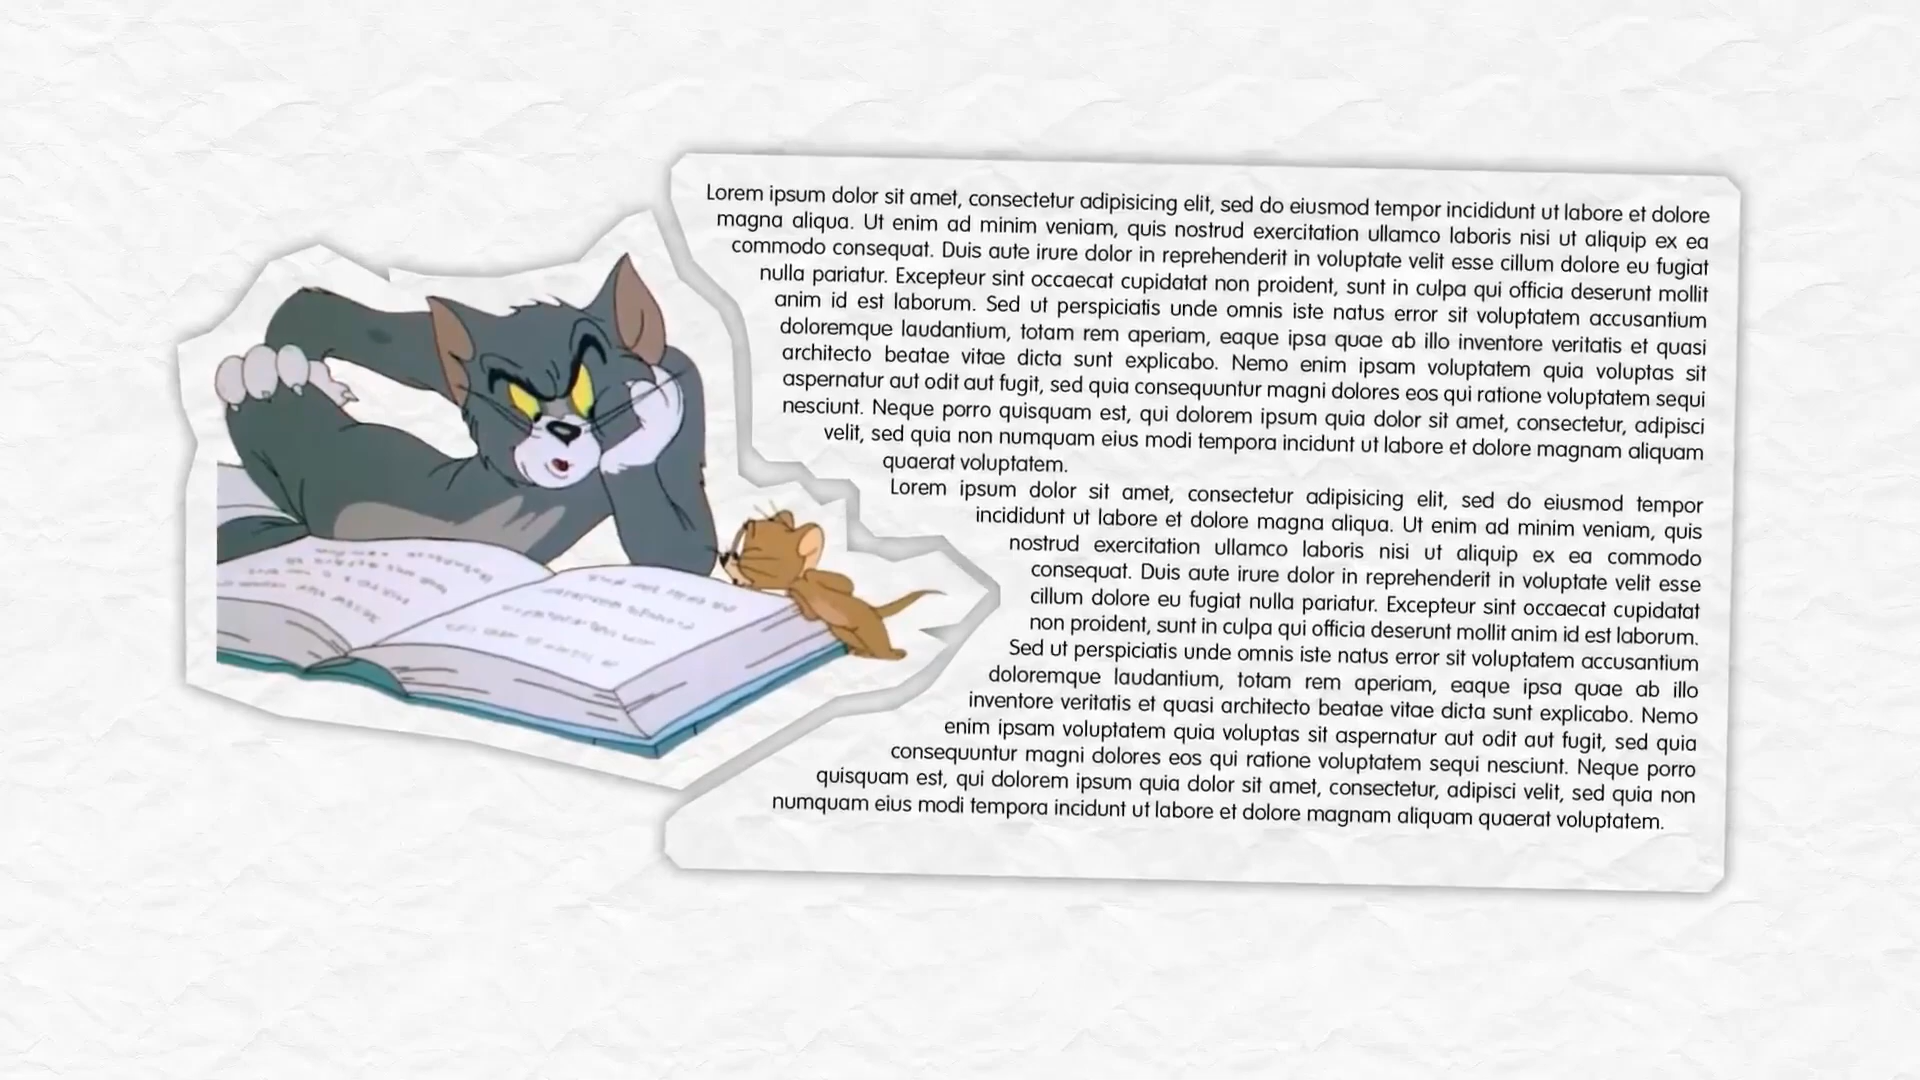 Lorem ipsum dolor sit amet, consectetur adipisicing elit, sed do eiusmod tempor incididunt ut labore et dolore
magna aliqua. Ut enim ad minim veniam, quis nostrud exercitation ullamco laboris nisi ut aliquip ex ea
commodo consequat. Duis aute irure dolor in reprehenderit in voluptate velit esse cillum dolore eu fugiat
nulla pariatur. Excepteur sint occaecat cupidatat non proident, sunt in culpa qui officia deserunt mollit
anim id est laborum. Sed ut perspiciatis unde omnis iste natus error sit voluptatem accusantium
doloremque laudantium, totam rem aperiam, eaque ipsa quae ab illo inventore veritatis et quasi
architecto beatae vitae dicta sunt explicabo. Nemo enim ipsam voluptatem quia voluptas sit
aspernatur aut odit aut fugit, sed quia consequuntur magni dolores eos qui ratione voluptatem sequi
nesciunt. Neque porro quisquam est, qui dolorem ipsum quia dolor sit amet, consectetur, adipisci
velit, sed quia non numquam eius modi tempora incidunt ut labore et dolore magnam aliquam
quaerat voluptatem.
Lorem ipsum dolor sit amet, consectetur adipisicing elit, sed do eiusmod tempor
incididunt ut labore et dolore magna aliqua. Ut enim ad minim veniam, quis
nostrud exercitation ullamco laboris nisi ut aliquip ex ea commodo
consequat. Duis aute irure dolor in reprehenderit in voluptate velit esse
cillum dolore eu fugiat nulla pariatur. Excepteur sint occaecat cupidatat
non proident, sunt in culpa qui officia deserunt mollit anim id est laborum.
Sed ut perspiciatis unde omnis iste natus error sit voluptatem accusantium
doloremque laudantium, totam rem aperiam, eaque ipsa quae ab illo
inventore veritatis et quasi architecto beatae vitae dicta sunt explicabo. Nemo
enim ipsam voluptatem quia voluptas sit aspernatur aut odit aut fugit, sed quia
consequuntur magni dolores eos qui ratione voluptatem sequi nesciunt. Neque porro
quisquam est, qui dolorem ipsum quia dolor sit amet, consectetur, adipisci velit, sed quia non
numquam eius modi tempora incidunt ut labore et dolore magnam aliquam quaerat voluptatem.